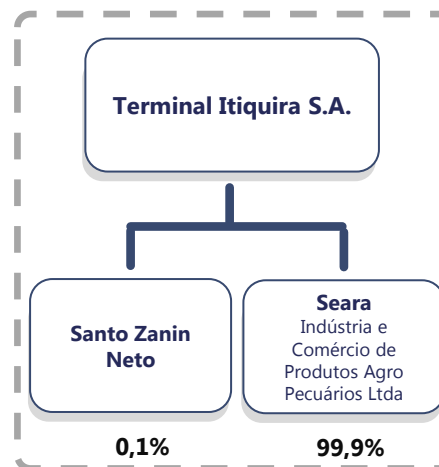 Terminal Itiquira S.A.
Santo Zanin
Neto
Seara
Indústria e
Comércio de
Produtos Agro
Pecuários Ltda
0,1%
99,9%